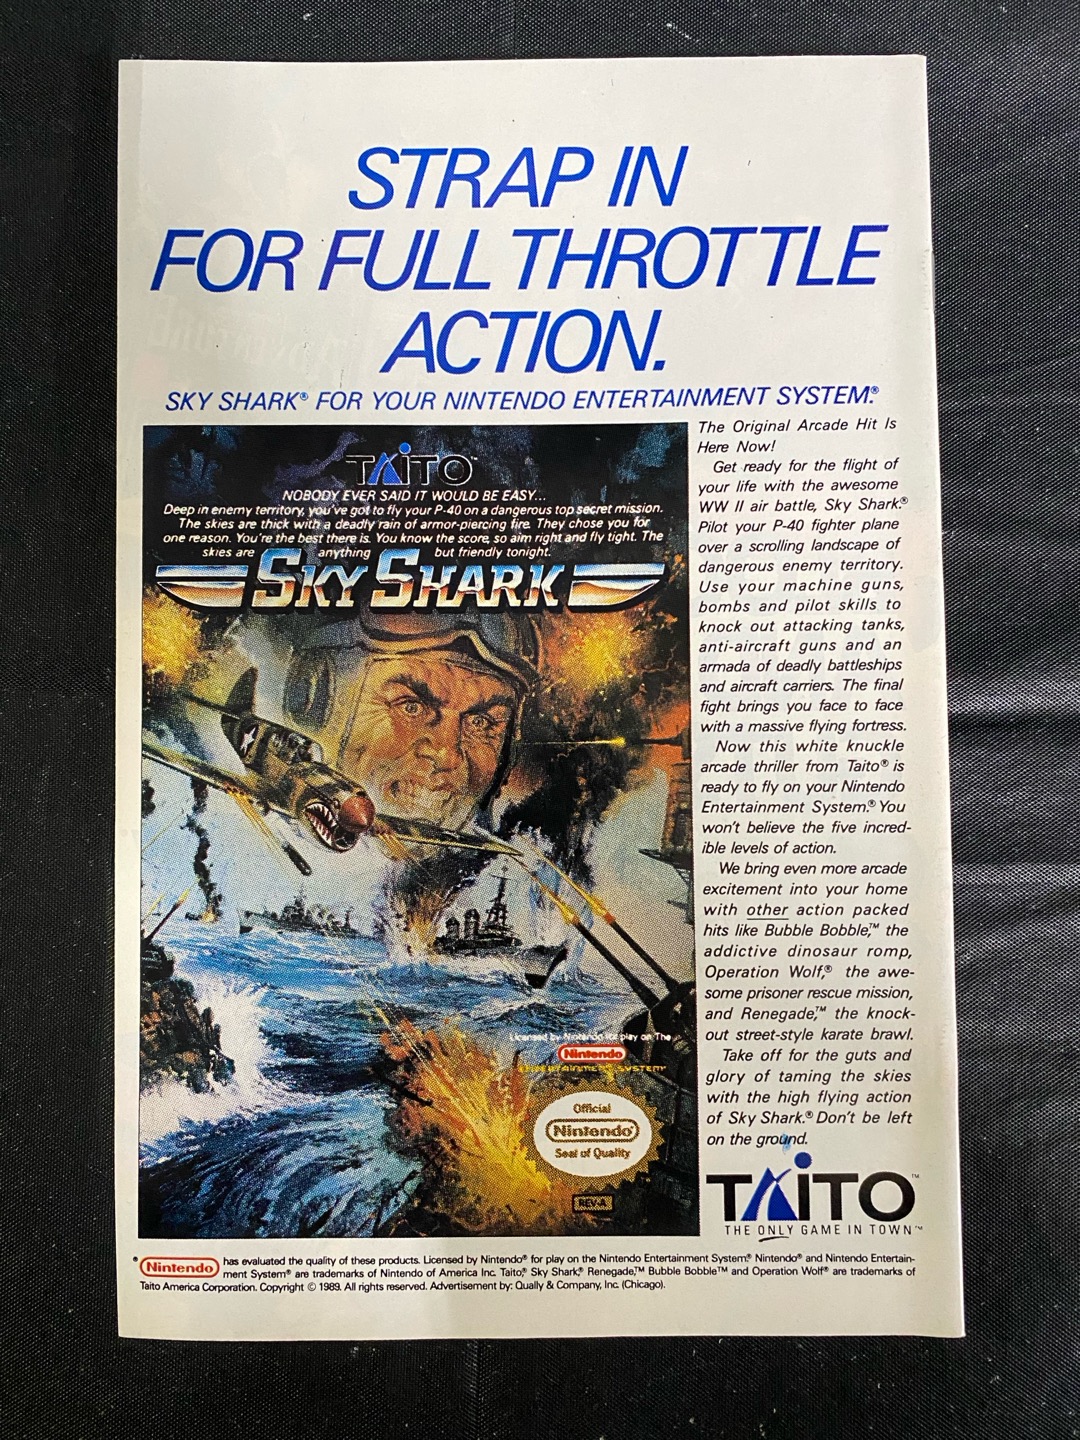 STRAP IN
FOR FULL THROTTLE
ACTION.
SKY SHARK® FOR YOUR NINTENDO ENTERTAINMENT SYSTEM.®
TAITO™
NOBODY EVER SAID IT WOULD BE EASY...
Deep in enemy territory, you've got to fly your P-40 on a dangerous top secret mission.
The skies are thick with a deadly rain of armor-piercing fire. They chose you for
one reason. You're the best there is. You know the score, so aim right and fly tight. The
skies are anything but friendly tonight.
SKY SHARK
Licensed by Nintendo for play on The
Nintendo
ENTERTAINMENT SYSTEM™
Official
Nintendo®
Seal of Quality
REV-A
The Original Arcade Hit Is
Here Now!
Get ready for the flight of
your life with the awesome
WW II air battle, Sky Shark.®
Pilot your P-40 fighter plane
over a scrolling landscape of
dangerous enemy territory.
Use your machine guns,
bombs and pilot skills to
knock out attacking tanks,
anti-aircraft guns and an
armada of deadly battleships
and aircraft carriers. The final
fight brings you face to face
with a massive flying fortress.
Now this white knuckle
arcade thriller from Taito® is
ready to fly on your Nintendo
Entertainment System.® You
won't believe the five incred-
ible levels of action.
We bring even more arcade
excitement into your home
with other action packed
hits like Bubble Bobble,™ the
addictive dinosaur romp,
Operation Wolf,® the awe-
some prisoner rescue mission,
and Renegade,™ the knock-
out street-style karate brawl.
Take off for the guts and
glory of taming the skies
with the high flying action
of Sky Shark.® Don't be left
on the ground.
TAITO™
THE ONLY GAME IN TOWN™
® Nintendo has evaluated the quality of these products. Licensed by Nintendo® for play on the Nintendo Entertainment System.® Nintendo® and Nintendo Entertain-
ment System® are trademarks of Nintendo of America Inc. Taito,® Sky Shark,® Renegade,™ Bubble Bobble™ and Operation Wolf® are trademarks of
Taito America Corporation. Copyright © 1989. All rights reserved. Advertisement by: Qually & Company, Inc. (Chicago).